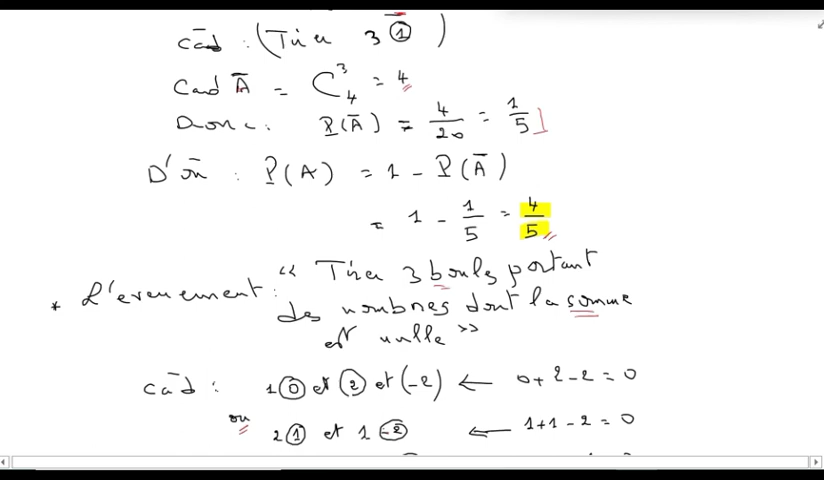 càd : (Tirer 3 ①̄ )
Card Ā = C³₄ = 4
Donc : P(Ā) = 4/20 = 1/5
D'où : P(A) = 1 - P(Ā)
= 1 - 1/5 = 4/5
* L'evenement : « Tirer 3 boules portant
des nombres dont la somme
est nulle »
càd : 1 ⓪ et ② et (-2) ← 0+2-2=0
ou 2 ① et 1 (-2) ← 1+1-2=0